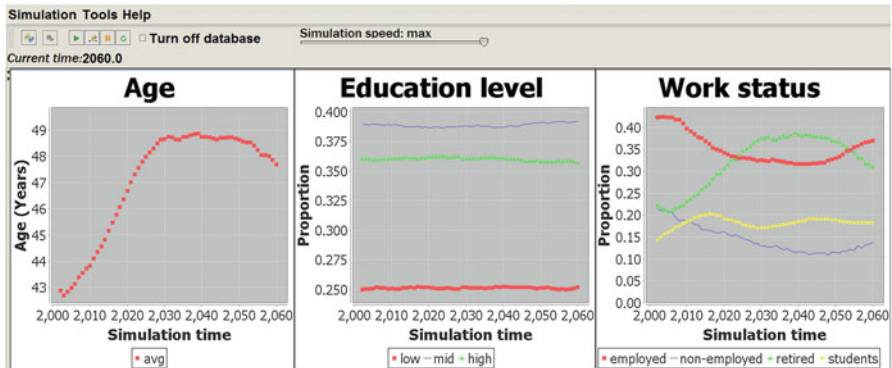 Simulation Tools Help
Turn off database
Simulation speed: max
Current time:2060.0
Age
Age (Years)
49
48
47
46
45
44
43
2,000 2,010 2,020 2,030 2,040 2,050 2,060
Simulation time
avg
Education level
Proportion
0.400
0.375
0.350
0.325
0.300
0.275
0.250
2,000 2,010 2,020 2,030 2,040 2,050 2,060
Simulation time
low mid high
Work status
Proportion
0.40
0.35
0.30
0.25
0.20
0.15
0.10
0.05
0.00
2,000 2,010 2,020 2,030 2,040 2,050 2,060
Simulation time
employed non-employed retired students